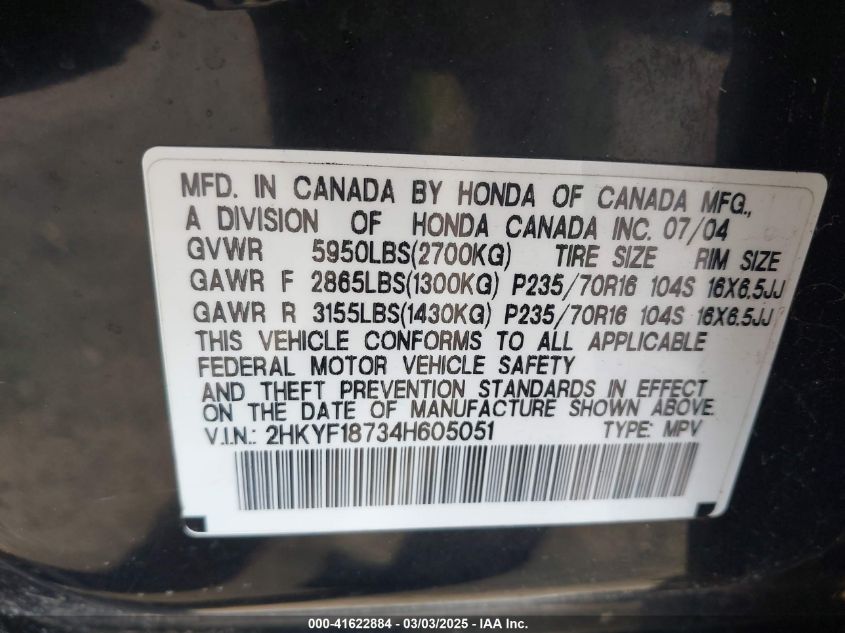 MFD. IN CANADA BY HONDA OF CANADA MFG.,
A DIVISION OF HONDA CANADA INC. 07/04
GVWR 5950LBS(2700KG) TIRE SIZE RIM SIZE
GAWR F 2865LBS(1300KG) P235/70R16 104S 16X6.5JJ
GAWR R 3155LBS(1430KG) P235/70R16 104S 16X6.5JJ
THIS VEHICLE CONFORMS TO ALL APPLICABLE
FEDERAL MOTOR VEHICLE SAFETY
AND THEFT PREVENTION STANDARDS IN EFFECT
ON THE DATE OF MANUFACTURE SHOWN ABOVE.
V.I.N.: 2HKYF18734H605051 TYPE: MPV
000-41622884 - 03/03/2025 - IAA Inc.